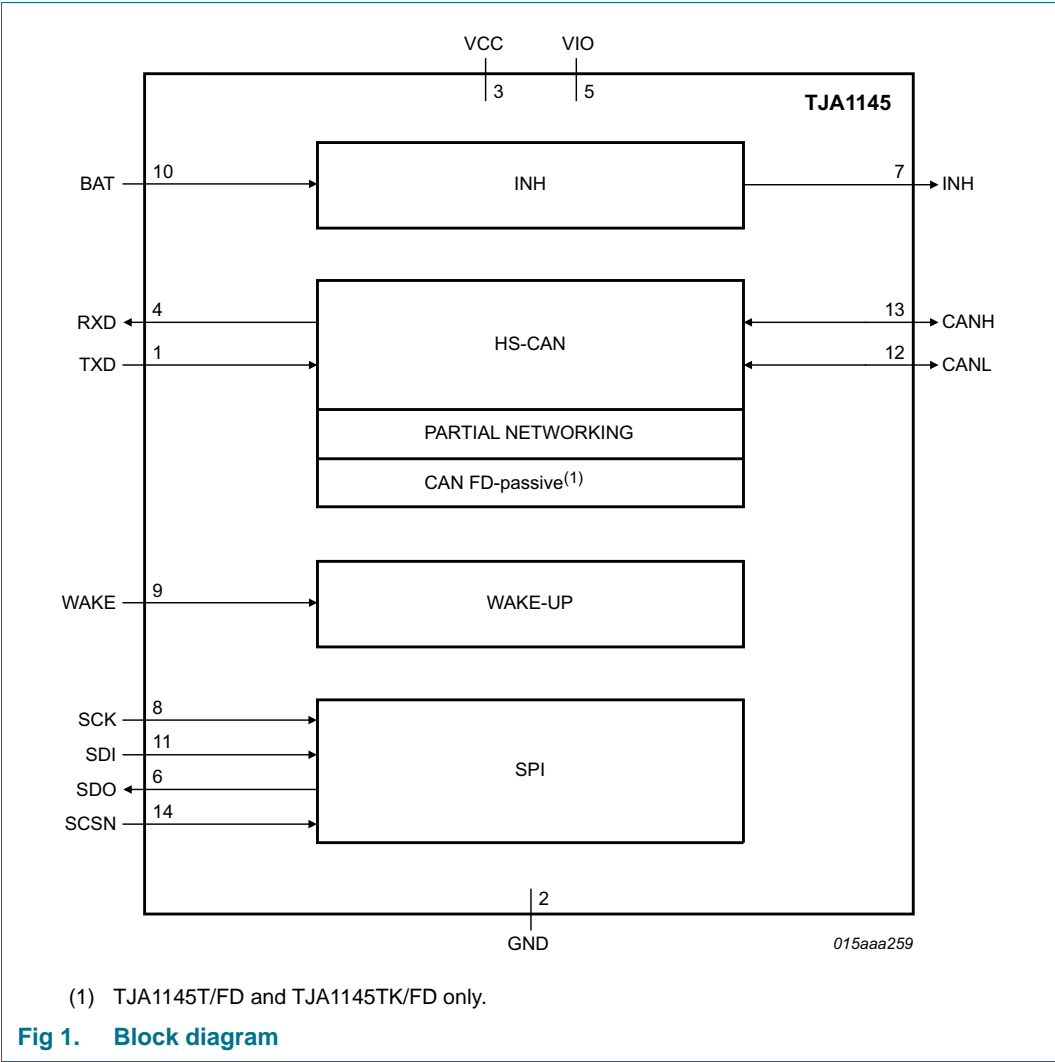 VCC VIO
3 5
TJA1145
BAT 10 INH 7 INH
RXD 4 13 CANH
HS-CAN
TXD 1 12 CANL
PARTIAL NETWORKING
CAN FD-passive(1)
WAKE 9 WAKE-UP
SCK 8
SDI 11
SPI
SDO 6
SCSN 14
2
GND
015aaa259
(1) TJA1145T/FD and TJA1145TK/FD only.
Fig 1. Block diagram